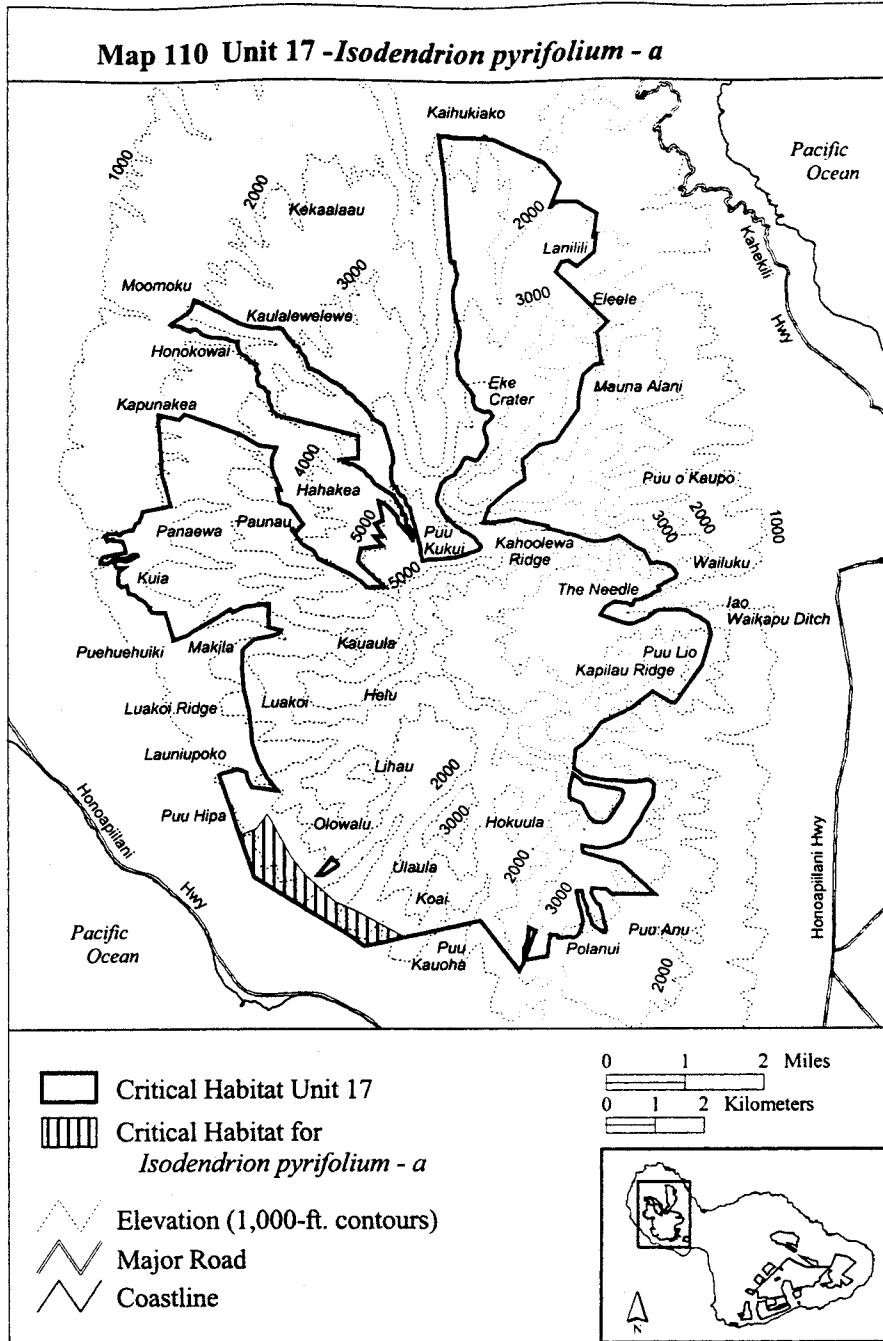 Map 110 Unit 17 -Isodendrion pyrifolium - a
Kaihukiako
Pacific
Ocean
1000
2000
Kekaalaau
2000
Lanilili
Kahekili
Hwy
3000
3000
Eleele
Moomoku
Kaulalewelewe
Honokowai
Eke
Crater
Mauna Alani
Kapunakea
4000
Hahakea
Puu o Kaupo
2000
3000
1000
Panaewa
Paunau
5000
Puu
Kukui
Kahoolewa
Ridge
Wailuku
Kuia
5000
The Needle
Iao
Waikapu Ditch
Puehuehuiki
Makila
Kauaula
Puu Lio
Kapilau Ridge
Luakoi Ridge
Luakoi
Helu
Launiupoko
Lihau
2000
Honoapiilani
Hwy
Puu Hipa
Olowalu
3000
Hokuula
Honoapiilani Hwy
Ulaula
2000
Koai
3000
Pacific
Ocean
Puu
Kauoha
Polanui
Puu Anu
2000
Critical Habitat Unit 17
Critical Habitat for
Isodendrion pyrifolium - a
Elevation (1,000-ft. contours)
Major Road
Coastline
0 1 2 Miles
0 1 2 Kilometers
N